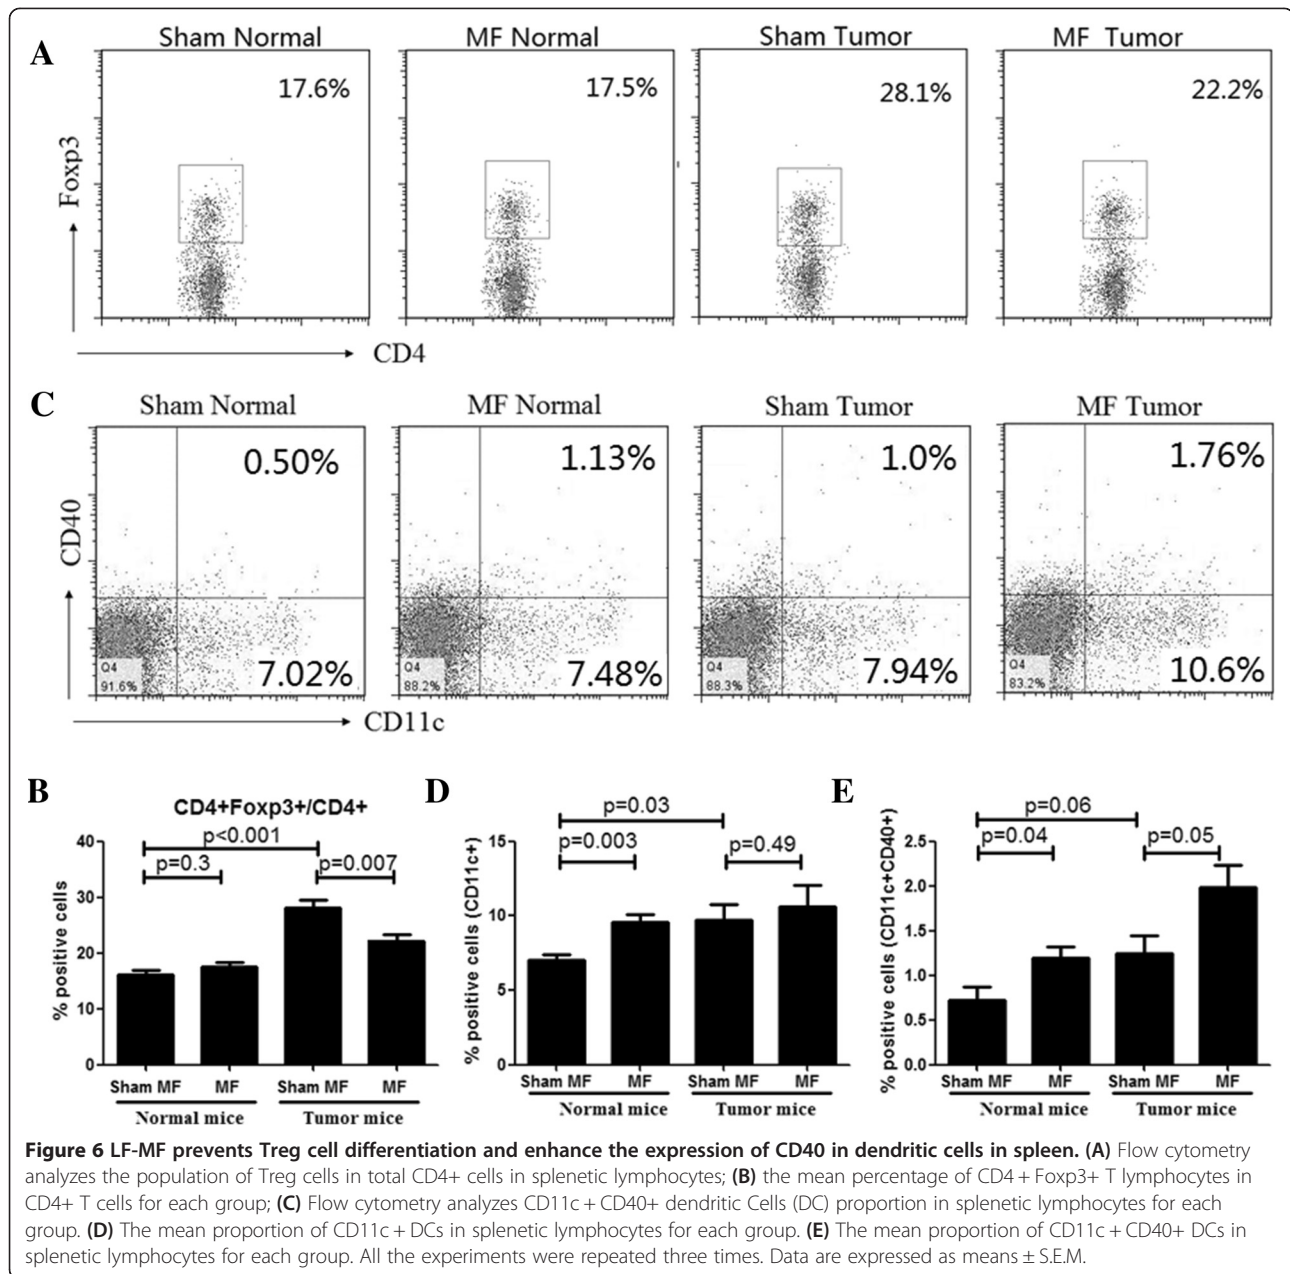 A
Sham Normal
MF Normal
Sham Tumor
MF Tumor
17.6%
17.5%
28.1%
22.2%
Foxp3
CD4
C
Sham Normal
MF Normal
Sham Tumor
MF Tumor
0.50%
1.13%
1.0%
1.76%
CD40
Q4
91.6%
7.02%
Q4
88.2%
7.48%
Q4
88.3%
7.94%
Q4
83.2%
10.6%
CD11c
B
CD4+Foxp3+/CD4+
p<0.001
p=0.3
p=0.007
% positive cells
40
30
20
10
0
Sham MF
MF
Sham MF
MF
Normal mice
Tumor mice
D
p=0.03
p=0.003
p=0.49
% positive cells (CD11c+)
15
10
5
0
Sham MF
MF
Sham MF
MF
Normal mice
Tumor mice
E
p=0.06
p=0.04
p=0.05
% positive cells (CD11c+CD40+)
2.5
2.0
1.5
1.0
0.5
0.0
Sham MF
MF
Sham MF
MF
Normal mice
Tumor mice
Figure 6 LF-MF prevents Treg cell differentiation and enhance the expression of CD40 in dendritic cells in spleen. (A) Flow cytometry
analyzes the population of Treg cells in total CD4+ cells in splenetic lymphocytes; (B) the mean percentage of CD4 + Foxp3+ T lymphocytes in
CD4+ T cells for each group; (C) Flow cytometry analyzes CD11c + CD40+ dendritic Cells (DC) proportion in splenetic lymphocytes for each
group. (D) The mean proportion of CD11c + DCs in splenetic lymphocytes for each group. (E) The mean proportion of CD11c + CD40+ DCs in
splenetic lymphocytes for each group. All the experiments were repeated three times. Data are expressed as means ± S.E.M.